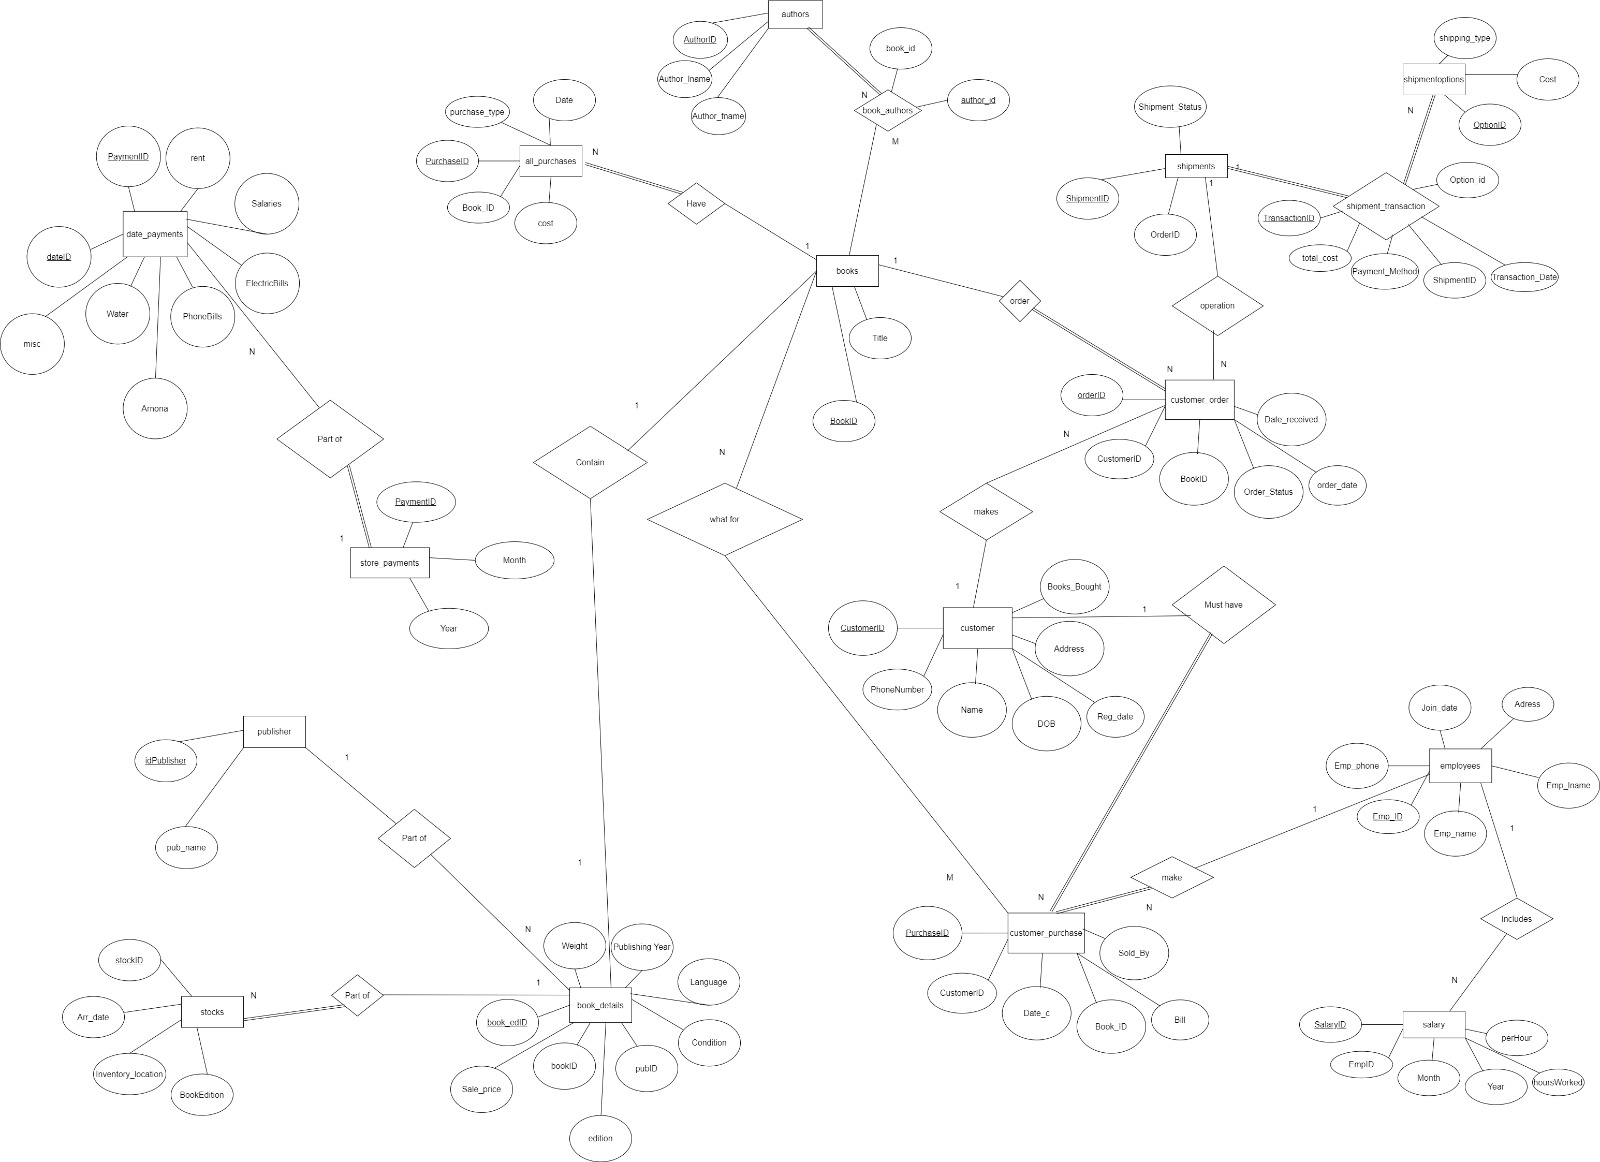 authors
AuthorID
Author_lname
Author_fname
N
book_authors
book_id
author_id
M
shipping_type
shipmentoptions
Cost
OptionID
N
purchase_type
Date
PurchaseID
all_purchases
N
Book_ID
cost
Have
1
Shipment_Status
shipments
1
1
ShipmentID
OrderID
Option_id
shipment_transaction
TransactionID
total_cost
Payment_Method
ShipmentID
Transaction_Date
PaymentID
rent
Salaries
date_payments
dateID
ElectricBills
Water
PhoneBills
misc
Arnona
N
Part of
1
books
1
Title
BookID
order
N
operation
N
orderID
customer_order
Date_received
CustomerID
BookID
Order_Status
order_date
N
makes
1
1
Contain
1
N
what for
M
PaymentID
store_payments
Month
Year
Books_Bought
CustomerID
customer
1
Must have
N
Address
PhoneNumber
Name
DOB
Reg_date
publisher
idPublisher
pub_name
1
Part of
N
Join_date
Adress
Emp_phone
employees
Emp_lname
Emp_ID
Emp_name
1
make
N
1
Includes
N
PurchaseID
customer_purchase
Sold_By
CustomerID
Date_c
Book_ID
Bill
stockID
stocks
Arr_date
Inventory_location
BookEdition
N
Part of
1
Weight
Publishing Year
Language
book_details
book_edID
Condition
bookID
pubID
Sale_price
edition
SalaryID
salary
perHour
EmpID
Month
Year
hoursWorked